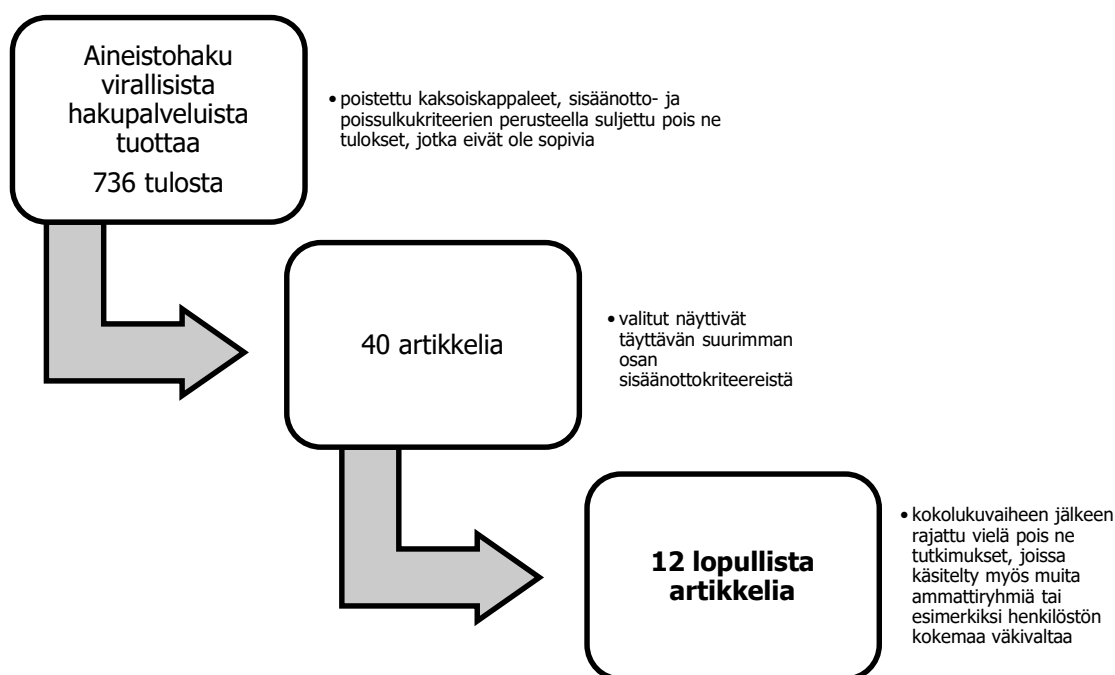 Aineistohaku
virallisista
hakupalveluista
tuottaa
736 tulosta
• poistettu kaksoiskappaleet, sisäänotto- ja
poissulkukriteerien perusteella suljettu pois ne
tulokset, jotka eivät ole sopivia
40 artikkelia
• valitut näyttivät
täyttävän suurimman
osan
sisäänottokriteereistä
12 lopullista
artikkelia
• kokolukuvaiheen jälkeen
rajattu vielä pois ne
tutkimukset, joissa
käsitelty myös muita
ammattiryhmiä tai
esimerkiksi henkilöstön
kokemaa väkivaltaa